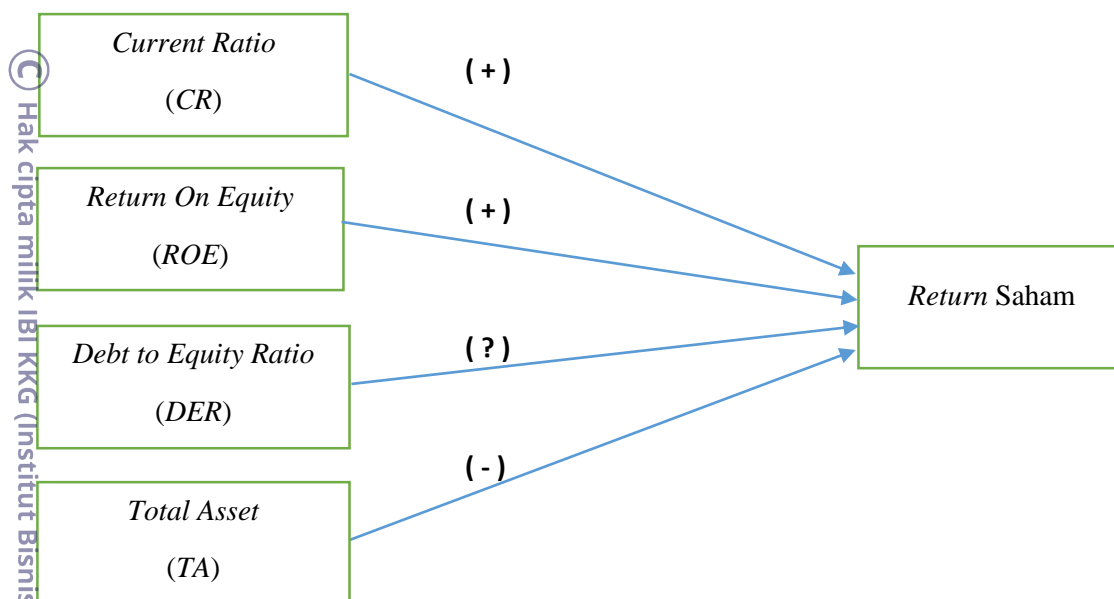 Current Ratio
(CR)
( + )
Return On Equity
(ROE)
( + )
Return Saham
Debt to Equity Ratio
(DER)
( ? )
Total Asset
(TA)
( - )
© Hak cipta milik IBI KKG (Institut Bisnis